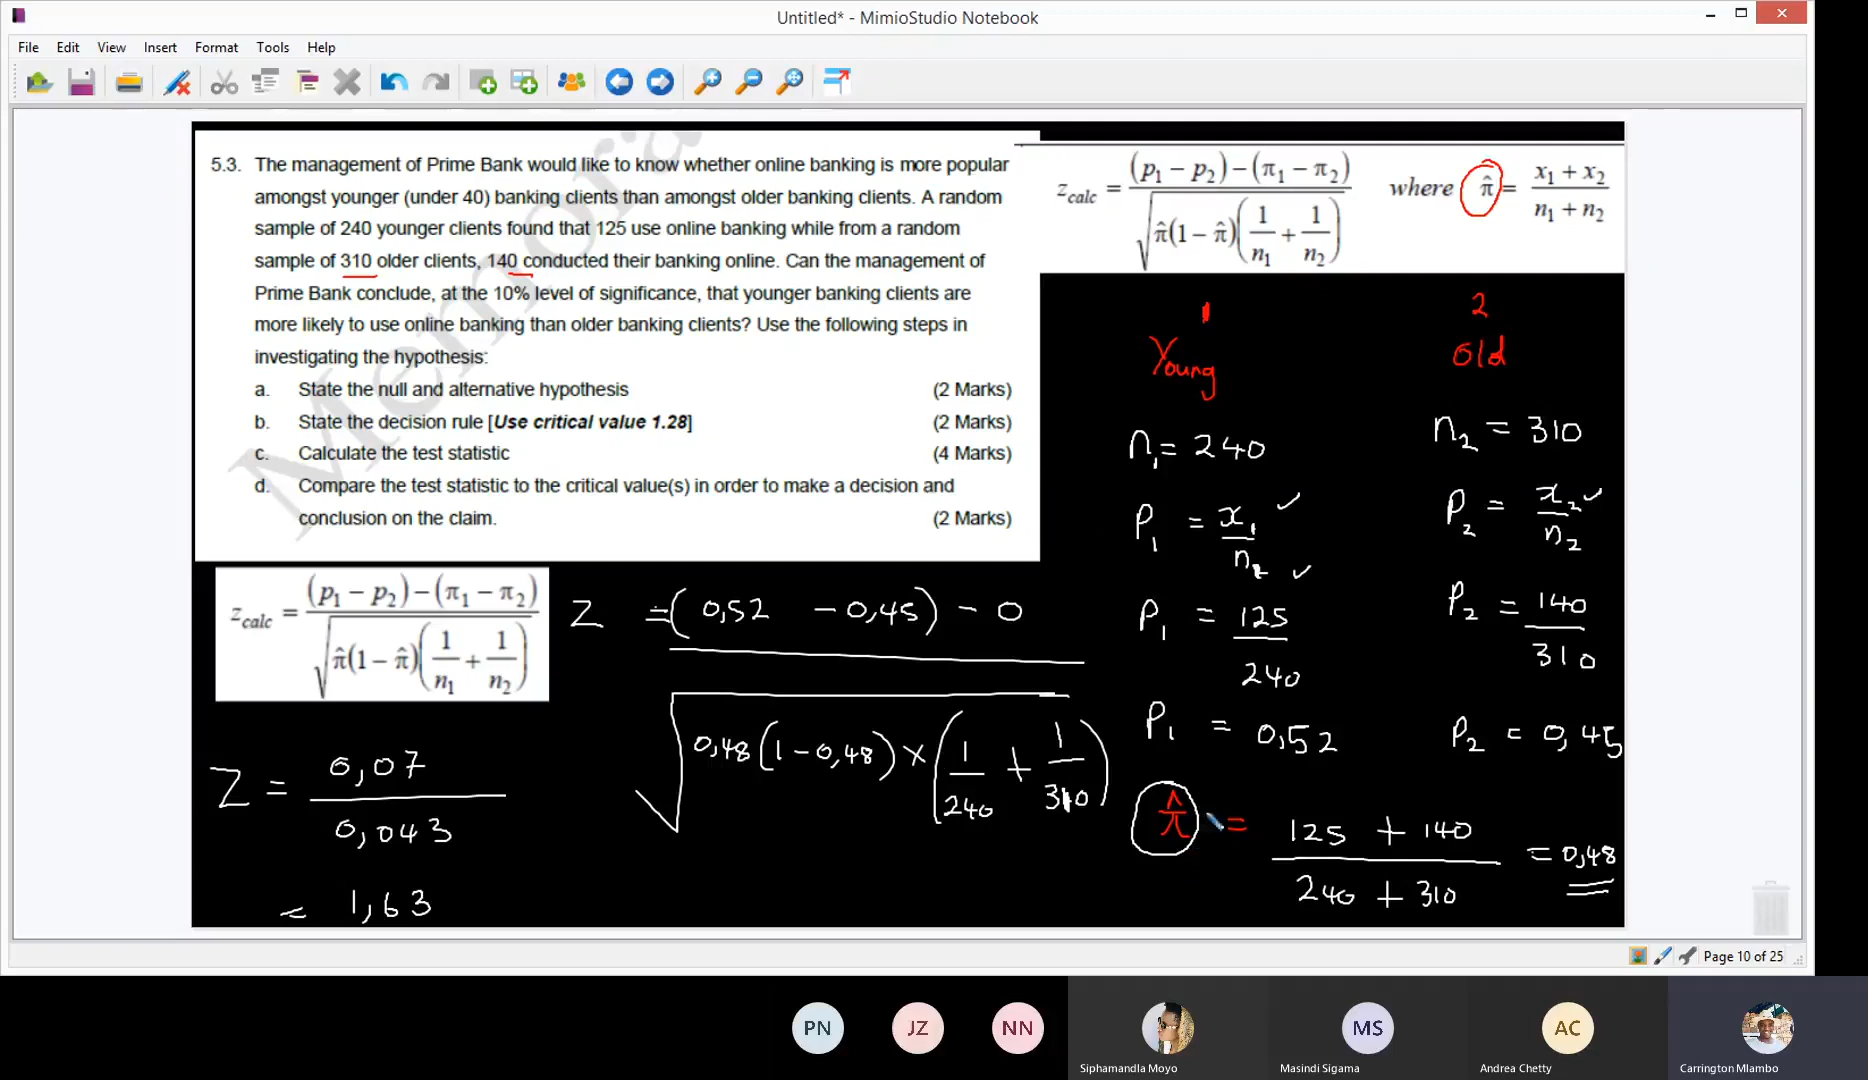 Untitled* - MimioStudio Notebook
File Edit View Insert Format Tools Help
5.3. The management of Prime Bank would like to know whether online banking is more popular
amongst younger (under 40) banking clients than amongst older banking clients. A random
sample of 240 younger clients found that 125 use online banking while from a random
sample of 310 older clients, 140 conducted their banking online. Can the management of
Prime Bank conclude, at the 10% level of significance, that younger banking clients are
more likely to use online banking than older banking clients? Use the following steps in
investigating the hypothesis:
a. State the null and alternative hypothesis (2 Marks)
b. State the decision rule [Use critical value 1.28] (2 Marks)
c. Calculate the test statistic (4 Marks)
d. Compare the test statistic to the critical value(s) in order to make a decision and
conclusion on the claim. (2 Marks)
Memora
z_calc = ((p₁ − p₂) − (π₁ − π₂)) / √(π̂(1 − π̂)(1/n₁ + 1/n₂)) where π̂ = (x₁ + x₂) / (n₁ + n₂)
1 2
Young Old
n₁ = 240 n₂ = 310
P₁ = x₁/n₁ P₂ = x₂/n₂
P₁ = 125/240 P₂ = 140/310
P₁ = 0,52 P₂ = 0,45
π̂ = (125 + 140) / (240 + 310) = 0,48
z_calc = ((p₁ − p₂) − (π₁ − π₂)) / √(π̂(1 − π̂)(1/n₁ + 1/n₂))
Z = ((0,52 − 0,45) − 0) / √(0,48(1 − 0,48) × (1/240 + 1/310))
Z = 0,07 / 0,043
= 1,63
Page 10 of 25
PN JZ NN MS AC
Siphamandla Moyo Masindi Sigama Andrea Chetty Carrington Mlambo